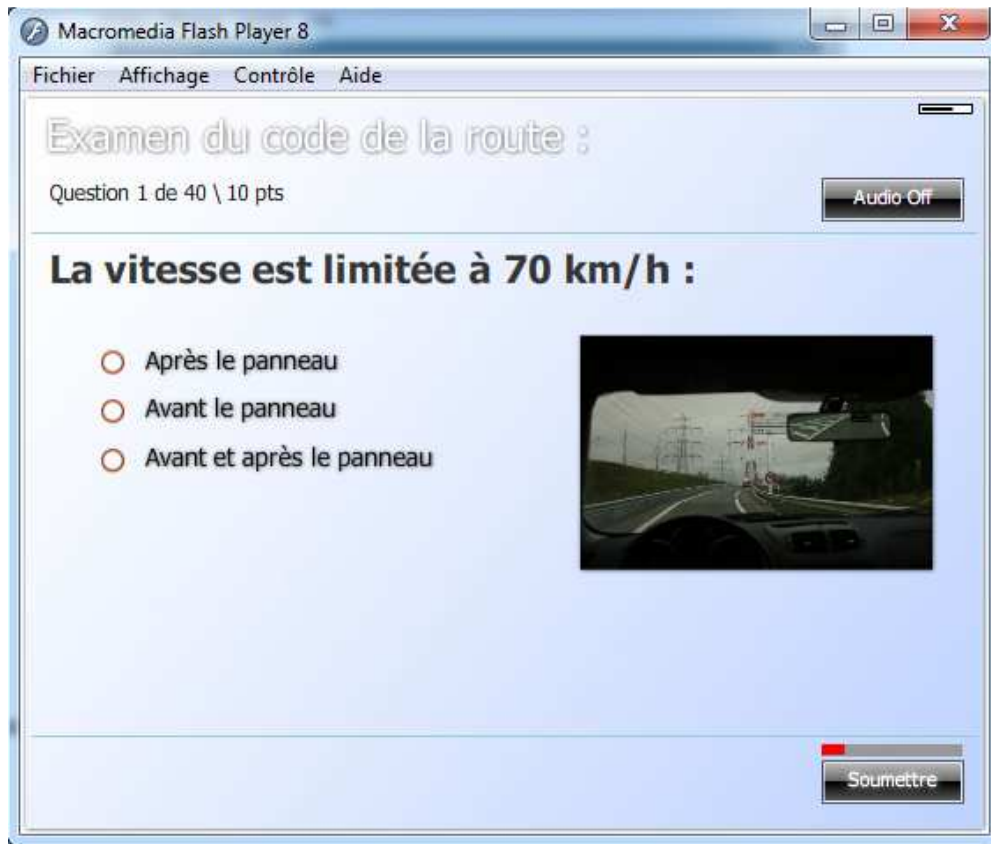 Macromedia Flash Player 8
Fichier Affichage Contrôle Aide
Examen du code de la route :
Question 1 de 40 \ 10 pts
Audio Off
La vitesse est limitée à 70 km/h :
Après le panneau
Avant le panneau
Avant et après le panneau
Soumettre